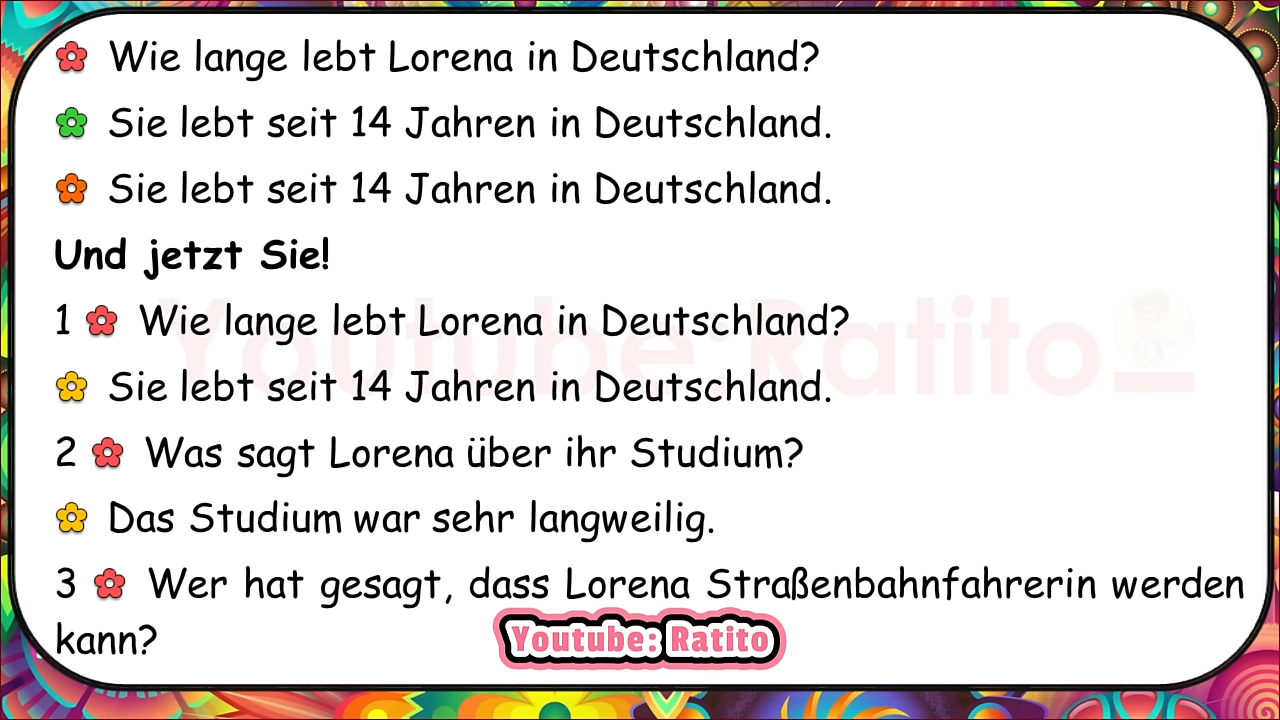 Wie lange lebt Lorena in Deutschland?
Sie lebt seit 14 Jahren in Deutschland.
Sie lebt seit 14 Jahren in Deutschland.
Und jetzt Sie!
1 Wie lange lebt Lorena in Deutschland?
Sie lebt seit 14 Jahren in Deutschland.
2 Was sagt Lorena über ihr Studium?
Das Studium war sehr langweilig.
3 Wer hat gesagt, dass Lorena Straßenbahnfahrerin werden
kann?
Youtube: Ratito
Youtube: Ratito